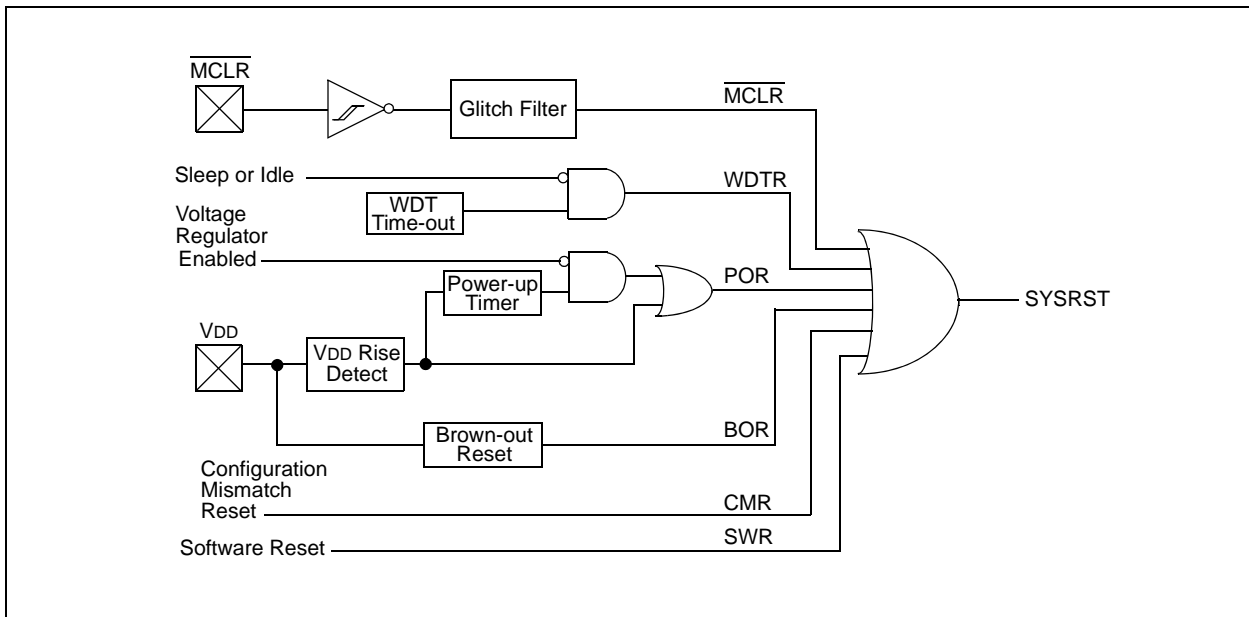 MCLR
Glitch Filter
MCLR
Sleep or Idle
WDT
Time-out
WDTR
Voltage
Regulator
Enabled
Power-up
Timer
POR
SYSRST
VDD
VDD Rise
Detect
Brown-out
Reset
BOR
Configuration
Mismatch
Reset
CMR
Software Reset
SWR